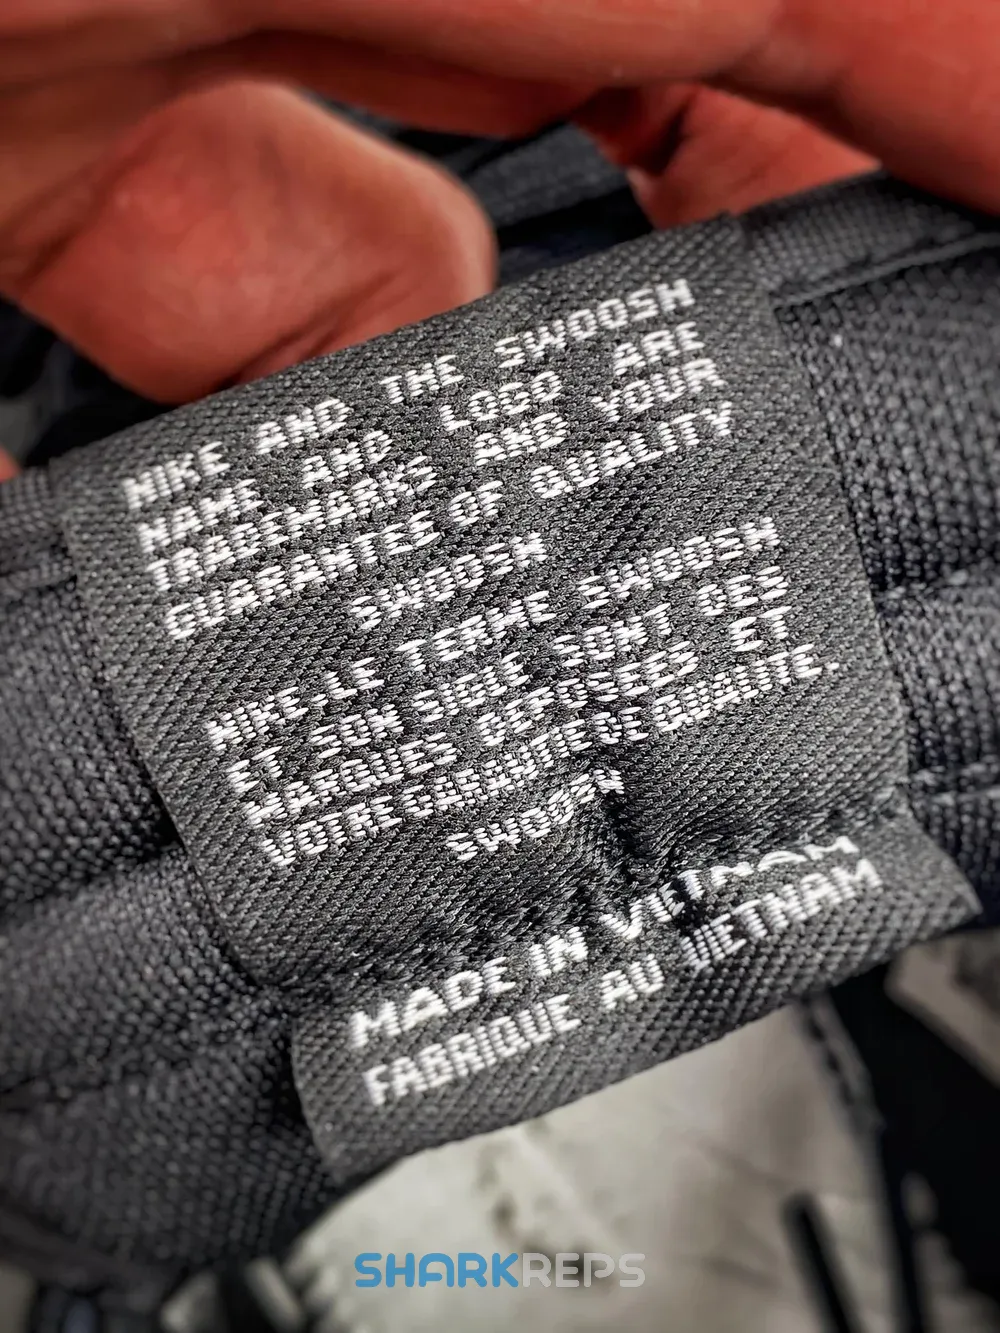 NIKE AND THE SWOOSH
NAME AND LOGO ARE
TRADEMARKS AND YOUR
GUARANTEE OF QUALITY
SWOOSH
NIKE.LE TERME SWOOSH
ET SON SIGLE SONT DES
MARQUES DEPOSEES ET
VOTRE GARANTIE DE QUALITE.
SWOOSH
MADE IN VIETNAM
FABRIQUE AU VIETNAM
SHARKREPS